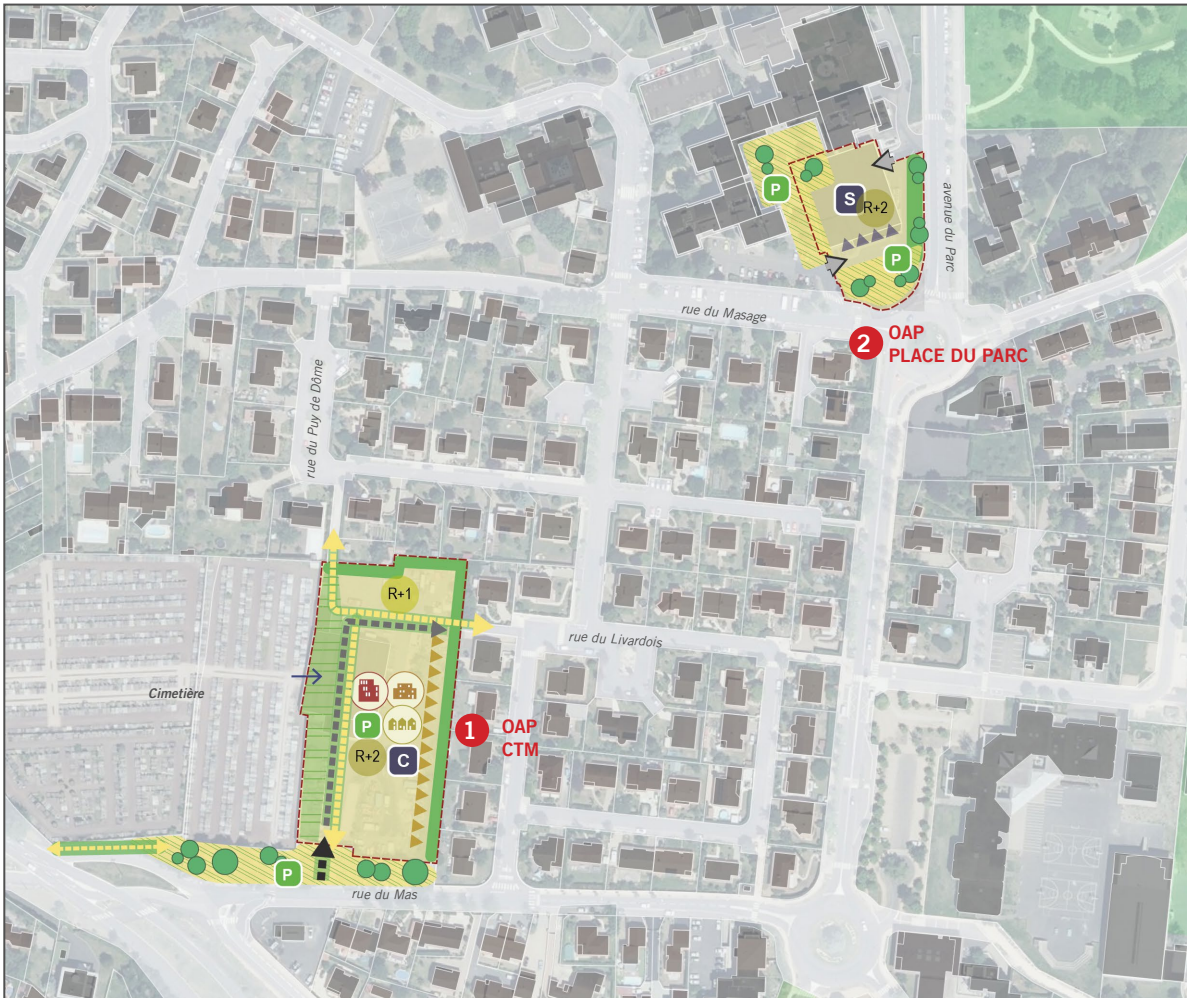 P
S
R+2
P
avenue du Parc
rue du Masage
2
OAP
PLACE DU PARC
rue du Puy de Dôme
R+1
rue du Livardois
Cimetière
P
R+2
C
1
OAP
CTM
P
rue du Mas